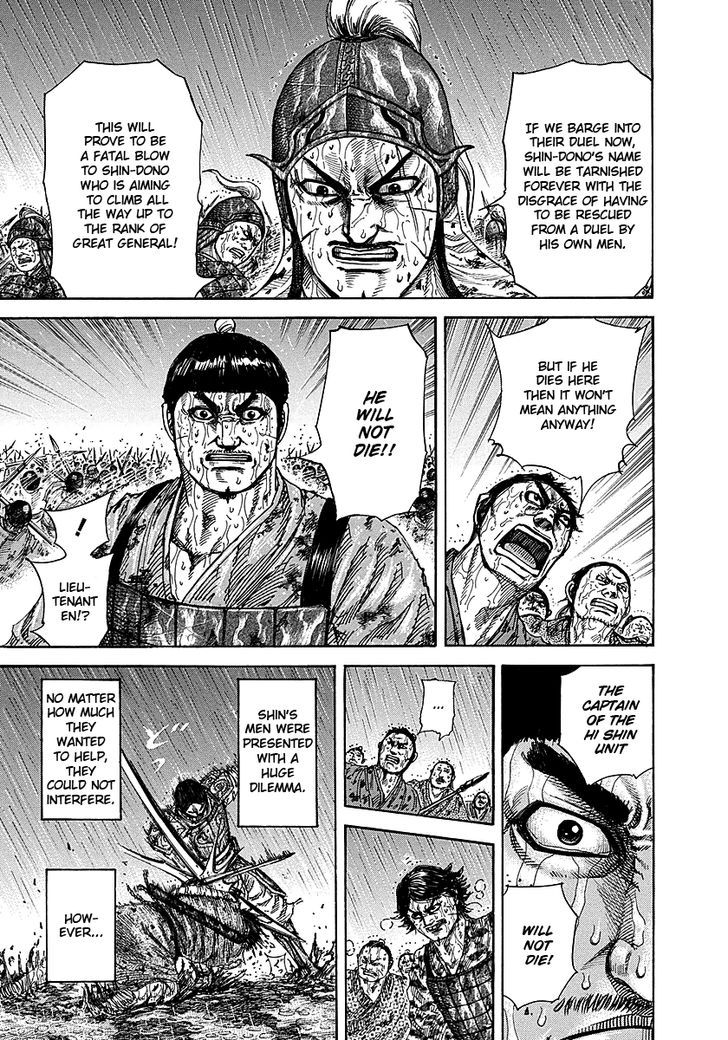 IF WE BARGE INTO
THEIR DUEL NOW,
SHIN-DONO'S NAME
WILL BE TARNISHED
FOREVER WITH THE
DISGRACE OF HAVING
TO BE RESCUED
FROM A DUEL BY
HIS OWN MEN.
THIS WILL
PROVE TO BE
A FATAL BLOW
TO SHIN-DONO
WHO IS AIMING
TO CLIMB ALL
THE WAY UP TO
THE RANK OF
GREAT GENERAL!
BUT IF HE
DIES HERE
THEN IT WON'T
MEAN ANYTHING
ANYWAY!
HE
WILL
NOT
DIE!!
!
LIEU-
TENANT
EN!?
THE
CAPTAIN
OF THE
HI SHIN
UNIT
WILL
NOT
DIE!
...
SHIN'S
MEN WERE
PRESENTED
WITH A
HUGE
DILEMMA.
NO MATTER
HOW MUCH
THEY
WANTED
TO HELP,
THEY
COULD NOT
INTERFERE.
HOW-
EVER...